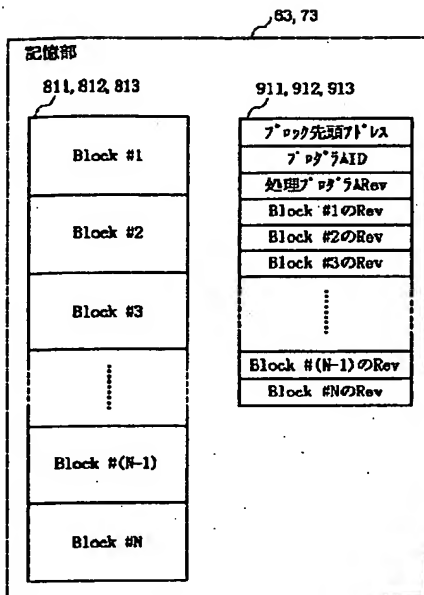 63, 73
記憶部
811, 812, 813
Block #1
Block #2
Block #3
Block #(N-1)
Block #N
911, 912, 913
ブロック先頭アドレス
プログラムID
処理プログラムRev
Block #1のRev
Block #2のRev
Block #3のRev
Block #(N-1)のRev
Block #NのRev